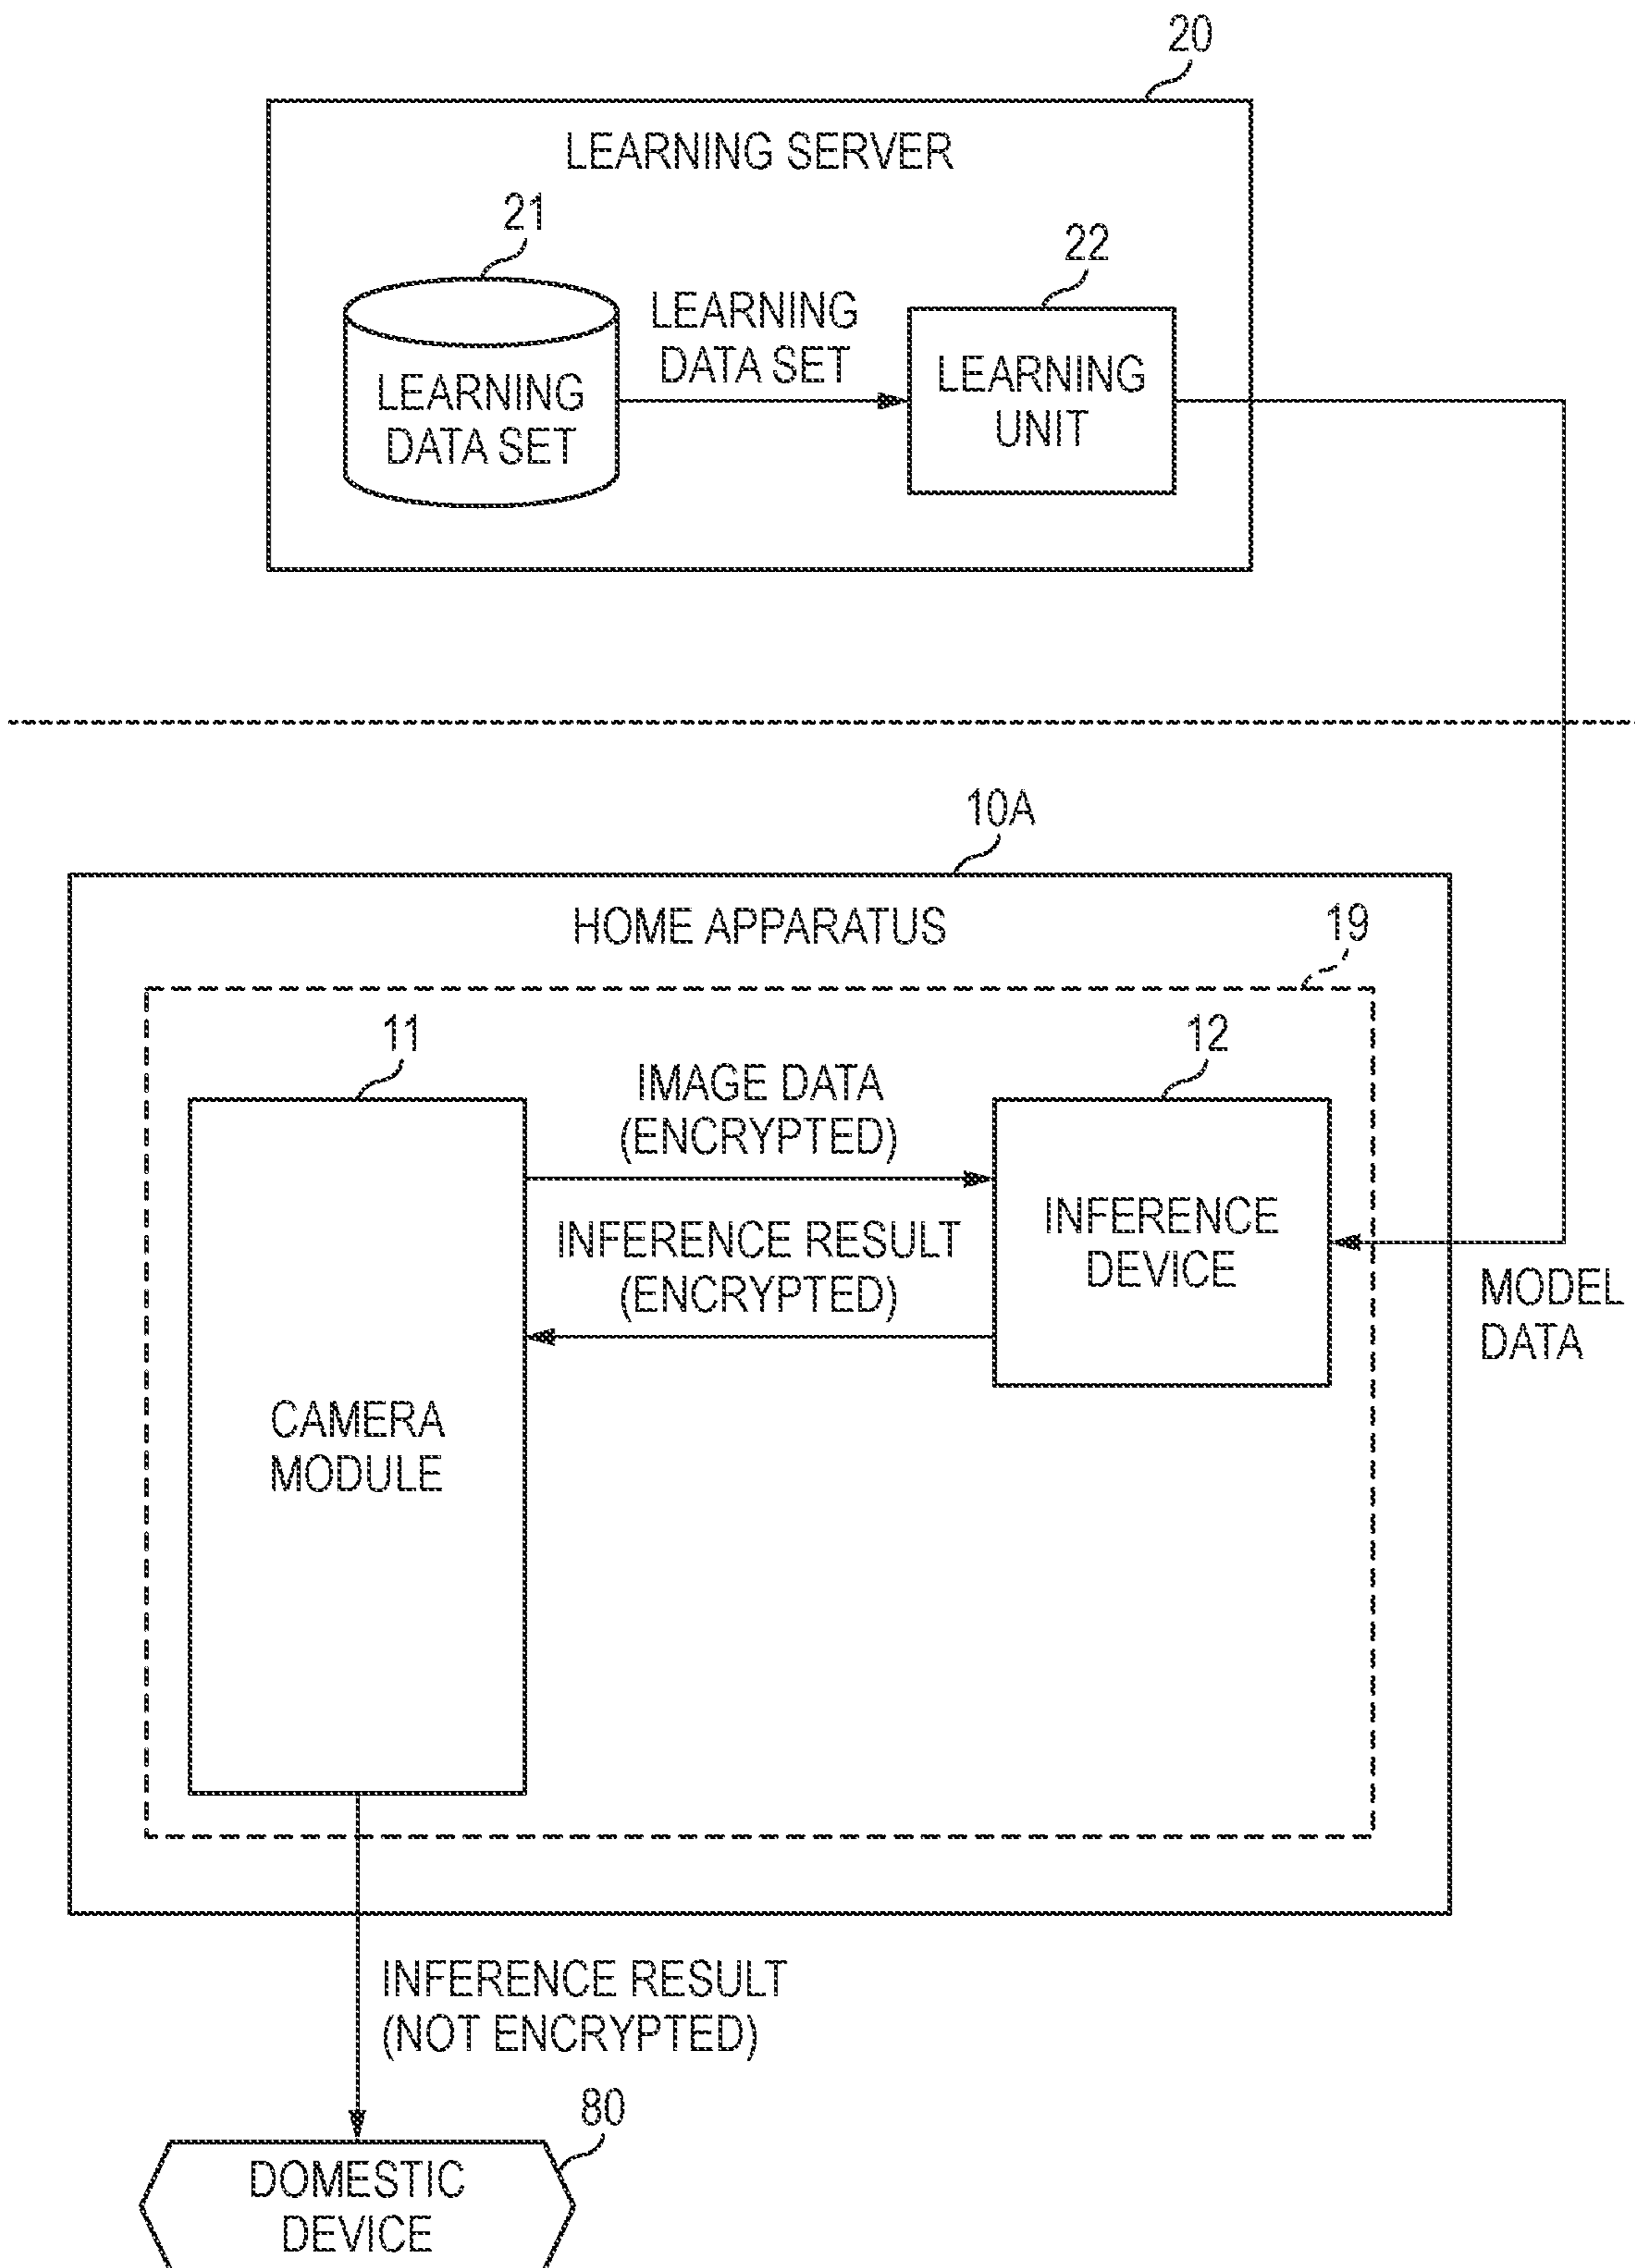 20
LEARNING SERVER
21
22
LEARNING
DATA SET
LEARNING
DATA SET
LEARNING
UNIT
10A
HOME APPARATUS
19
11
12
IMAGE DATA
(ENCRYPTED)
INFERENCE RESULT
(ENCRYPTED)
INFERENCE
DEVICE
MODEL
DATA
CAMERA
MODULE
INFERENCE RESULT
(NOT ENCRYPTED)
80
DOMESTIC
DEVICE